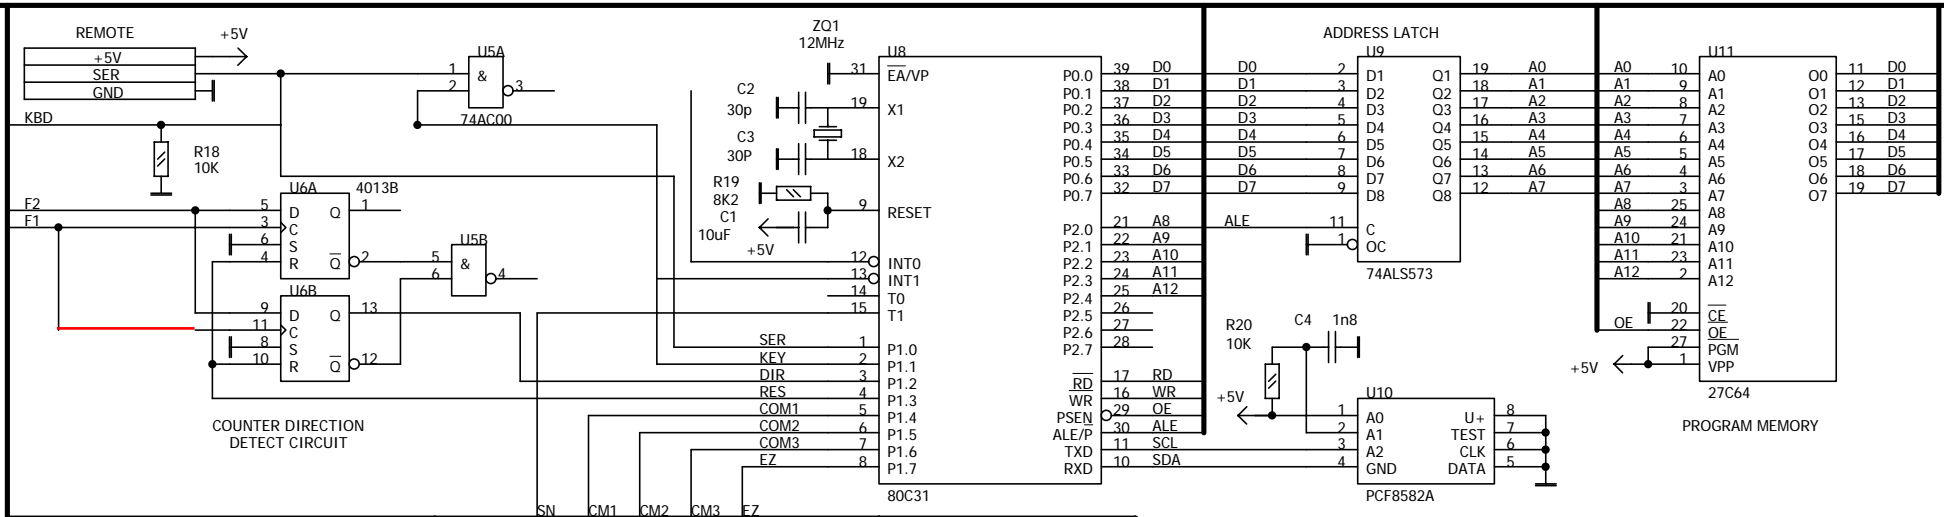 REMOTE
+5V
+5V
SER
GND
KBD
R18
10K
F2
F1
U5A
1
2
&
3
74AC00
U6A
4013B
5
3
6
4
D
C
S
R
Q
Q
1
2
U5B
5
6
&
4
U6B
9
11
8
10
D
C
S
R
Q
Q
13
12
COUNTER DIRECTION
DETECT CIRCUIT
ZQ1
12MHz
C2
30p
C3
30P
R19
8K2
C1
10uF
+5V
SER
KEY
DIR
RES
COM1
COM2
COM3
EZ
SN
CM1
CM2
CM3
EZ
U8
31 EA/VP
19 X1
18 X2
9 RESET
12 INT0
13 INT1
14 T0
15 T1
1 P1.0
2 P1.1
3 P1.2
4 P1.3
5 P1.4
6 P1.5
7 P1.6
8 P1.7
P0.0 39 D0
P0.1 38 D1
P0.2 37 D2
P0.3 36 D3
P0.4 35 D4
P0.5 34 D5
P0.6 33 D6
P0.7 32 D7
P2.0 21 A8
P2.1 22 A9
P2.2 23 A10
P2.3 24 A11
P2.4 25 A12
P2.5 26
P2.6 27
P2.7 28
RD 17 RD
WR 16 WR
PSEN 29 OE
ALE/P 30 ALE
TXD 11 SCL
RXD 10 SDA
80C31
ADDRESS LATCH
U9
D0 2 D1 Q1 19 A0
D1 3 D2 Q2 18 A1
D2 4 D3 Q3 17 A2
D3 5 D4 Q4 16 A3
D4 6 D5 Q5 15 A4
D5 7 D6 Q6 14 A5
D6 8 D7 Q7 13 A6
D7 9 D8 Q8 12 A7
ALE 11 C
1 OC
74ALS573
R20
10K
C4
1n8
+5V
U10
1 A0 U+ 8
2 A1 TEST 7
3 A2 CLK 6
4 GND DATA 5
PCF8582A
U11
A0 10 A0 O0 11 D0
A1 9 A1 O1 12 D1
A2 8 A2 O2 13 D2
A3 7 A3 O3 15 D3
A4 6 A4 O4 16 D4
A5 5 A5 O5 17 D5
A6 4 A6 O6 18 D6
A7 3 A7 O7 19 D7
A8 25 A8
A9 24 A9
A10 21 A10
A11 23 A11
A12 2 A12
20 CE
OE 22 OE
27 PGM
+5V 1 VPP
27C64
PROGRAM MEMORY